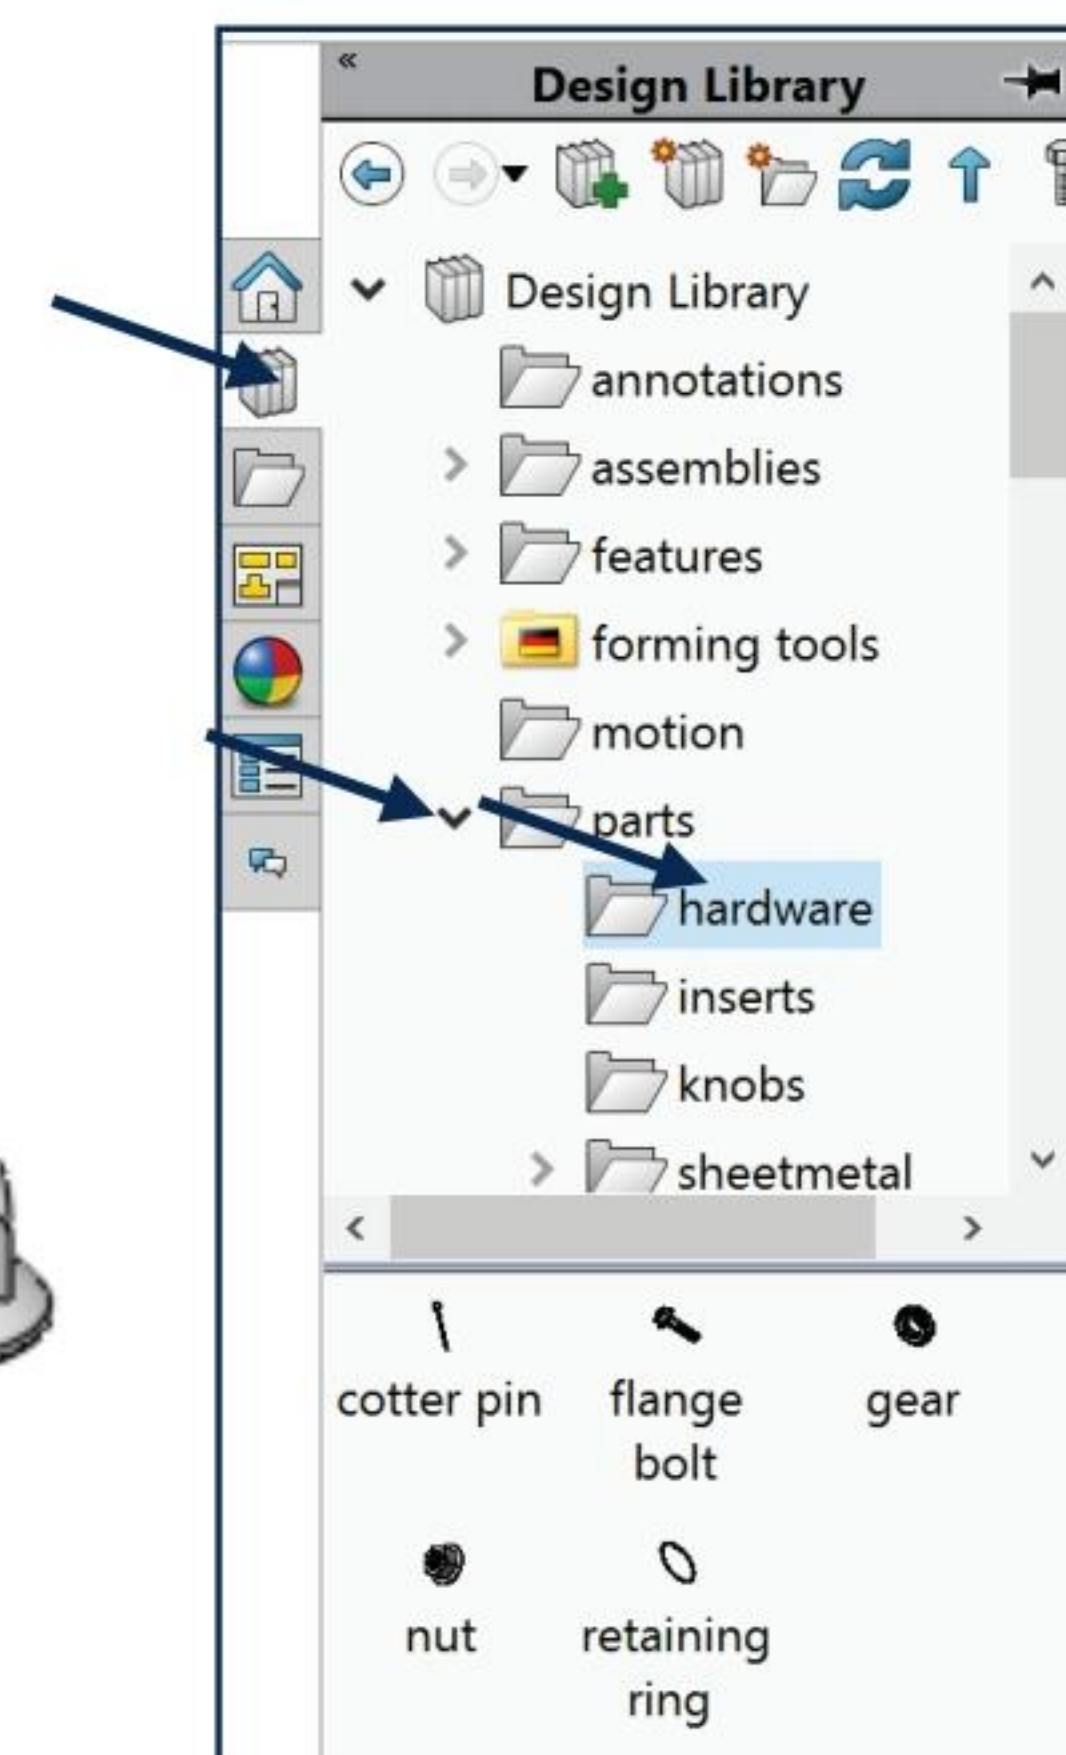 Design Library
Design Library
annotations
assemblies
features
forming tools
motion
parts
hardware
inserts
knobs
sheetmetal
cotter pin
flange
bolt
gear
nut
retaining
ring